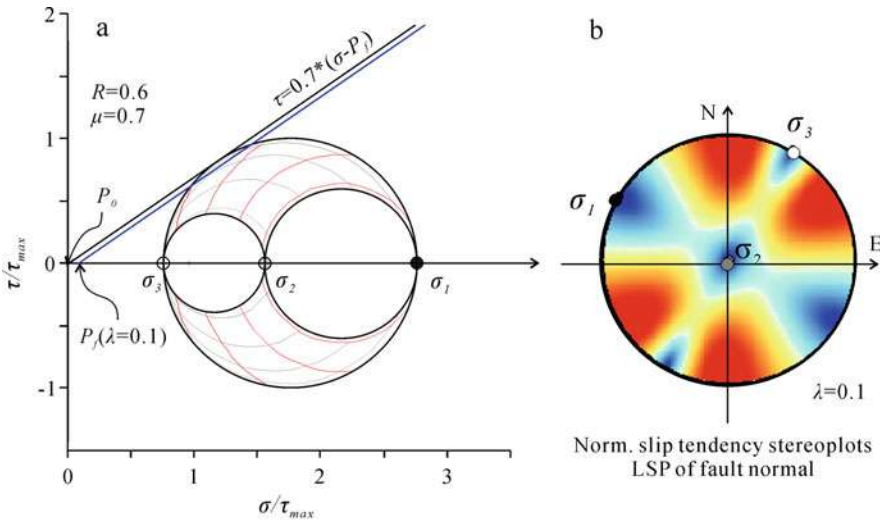 a
b
2
1
0
-1
τ/τmax
R=0.6
μ=0.7
τ=0.7*(σ-Pf)
P0
Pf(λ=0.1)
σ3
σ2
σ1
0
1
2
3
σ/τmax
N
E
σ1
σ2
σ3
λ=0.1
Norm. slip tendency stereoplots
LSP of fault normal